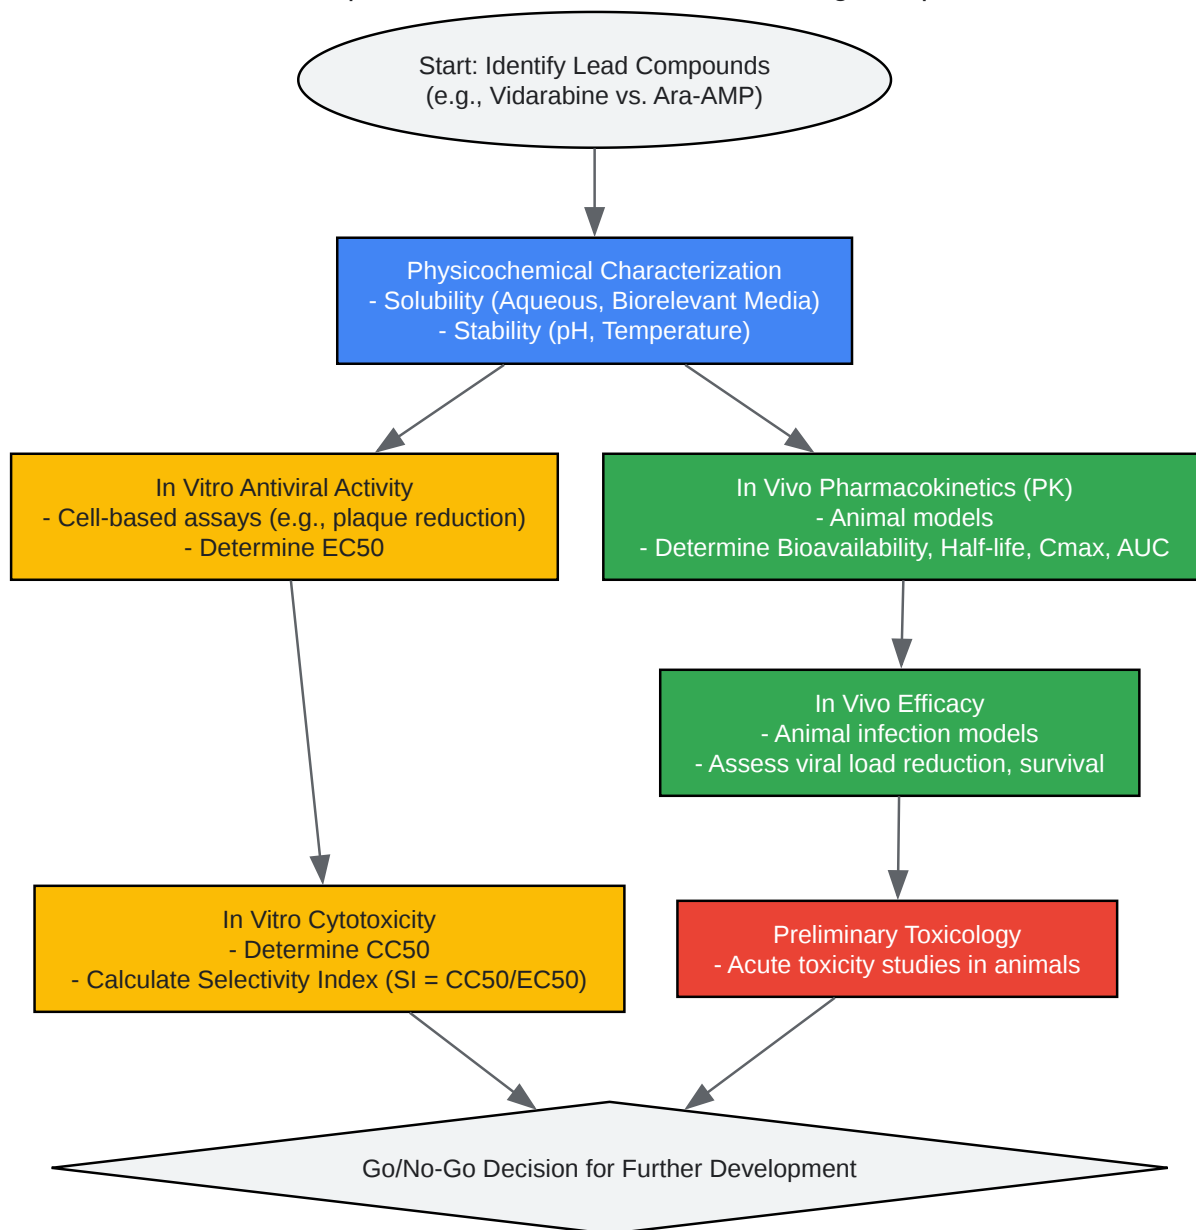 Start: Identify Lead Compounds
(e.g., Vidarabine vs. Ara-AMP)
Physicochemical Characterization
- Solubility (Aqueous, Biorelevant Media)
- Stability (pH, Temperature)
In Vitro Antiviral Activity
- Cell-based assays (e.g., plaque reduction)
- Determine EC50
In Vivo Pharmacokinetics (PK)
- Animal models
- Determine Bioavailability, Half-life, Cmax, AUC
In Vivo Efficacy
- Animal infection models
- Assess viral load reduction, survival
In Vitro Cytotoxicity
- Determine CC50
- Calculate Selectivity Index (SI = CC50/EC50)
Preliminary Toxicology
- Acute toxicity studies in animals
Go/No-Go Decision for Further Development